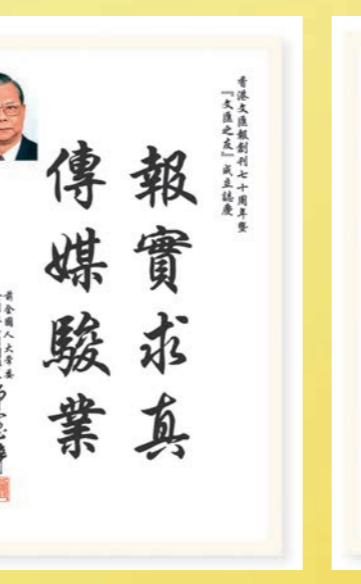 香港文匯報創刊七十周年暨
『文匯之友』成立誌慶
報實求真
傳媒駿業
前全國人大常委